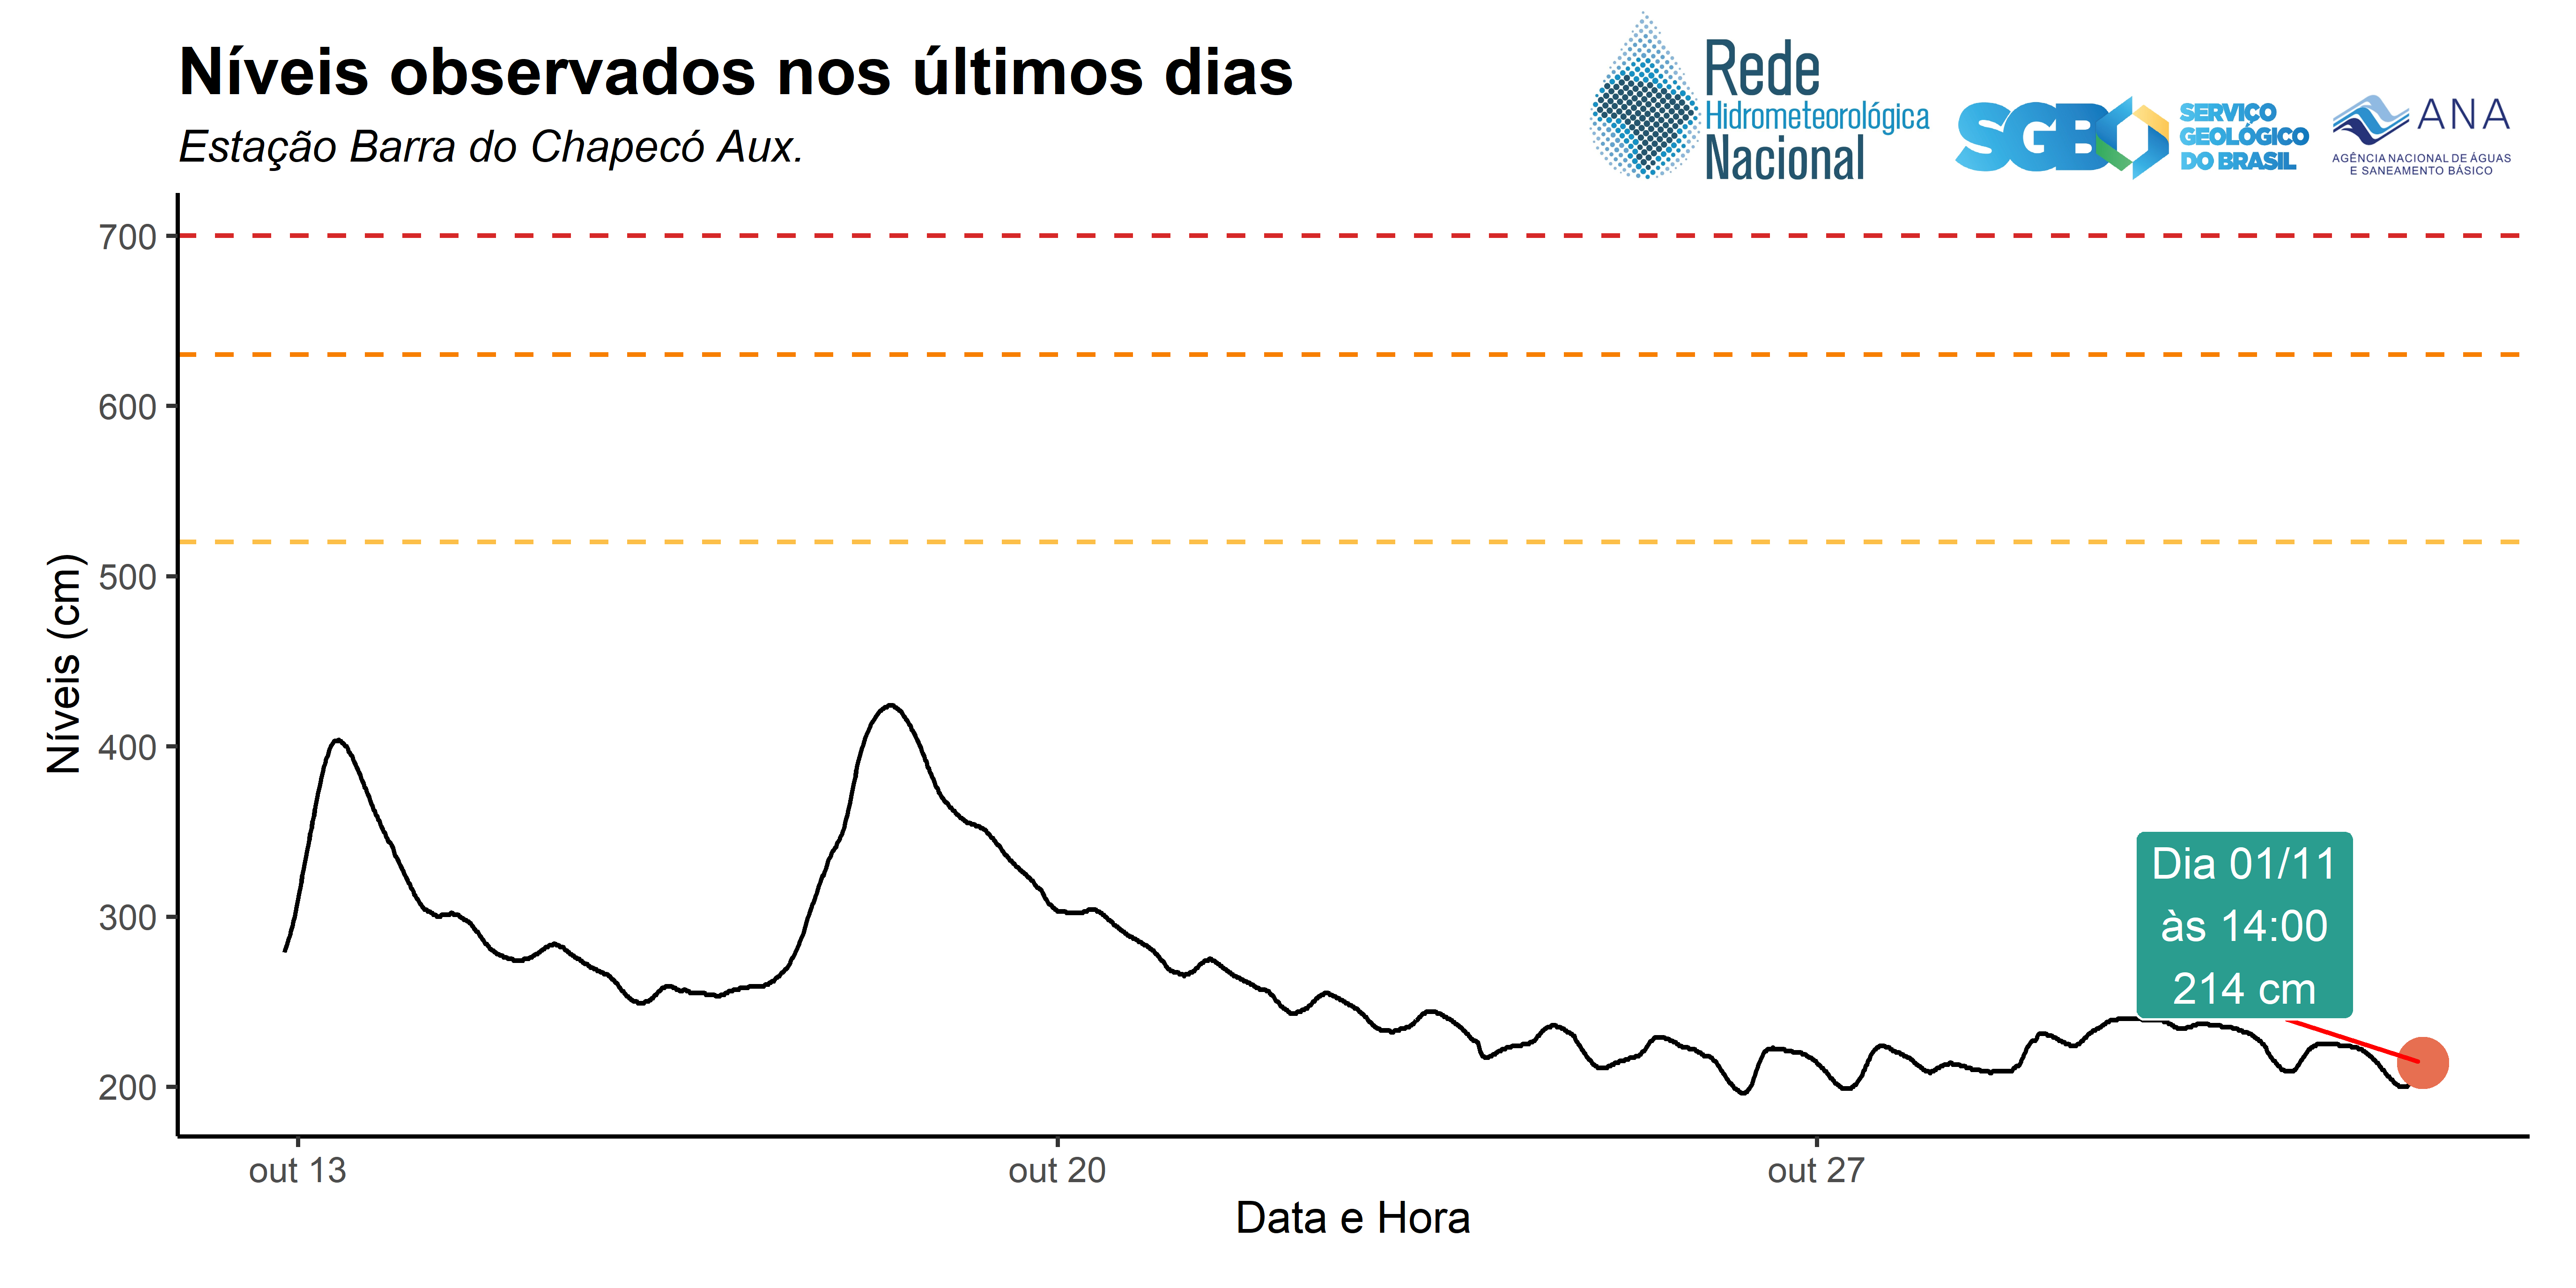 Níveis observados nos últimos dias
Estação Barra do Chapecó Aux.
Rede
Hidrometeorológica
Nacional
SGB
SERVIÇO
GEOLÓGICO
DO BRASIL
ANA
AGÊNCIA NACIONAL DE ÁGUAS
E SANEAMENTO BÁSICO
Níveis (cm)
700
600
500
400
300
200
Dia 01/11
às 14:00
214 cm
out 13
out 20
out 27
Data e Hora